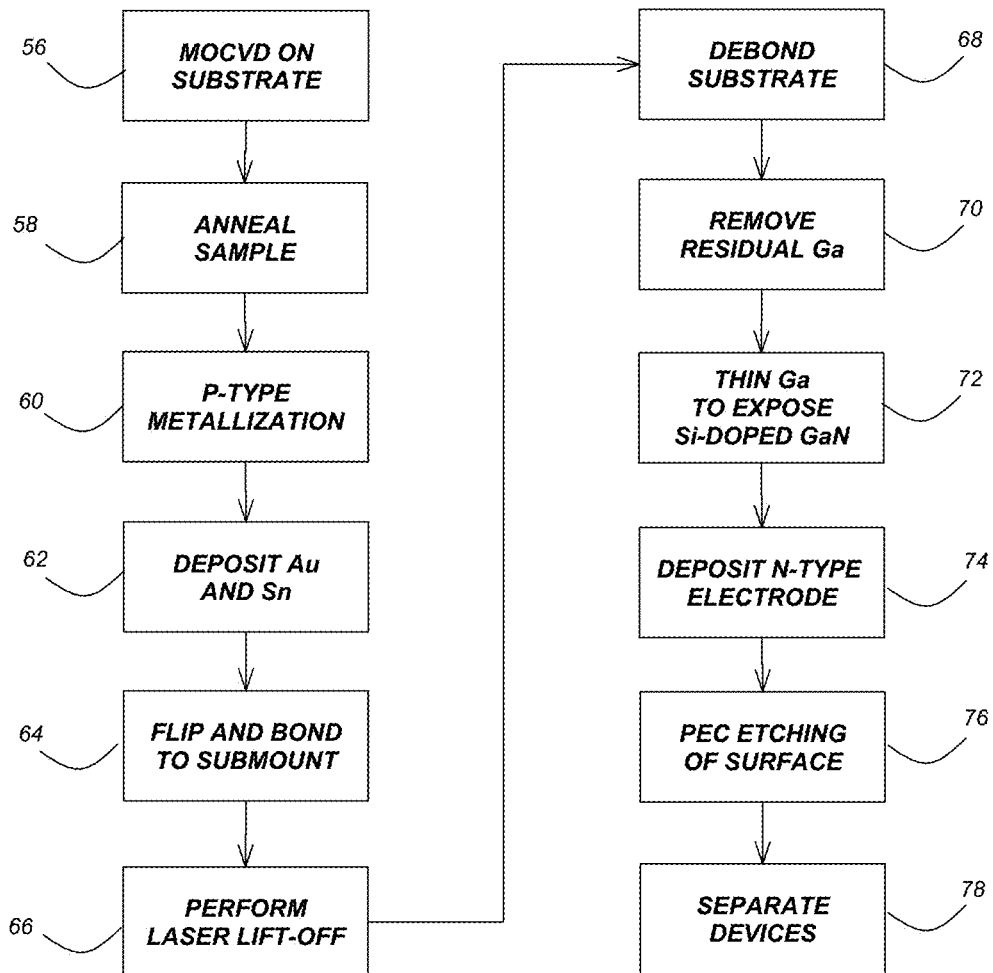 56
MOCVD ON
SUBSTRATE
58
ANNEAL
SAMPLE
60
P-TYPE
METALLIZATION
62
DEPOSIT Au
AND Sn
64
FLIP AND BOND
TO SUBMOUNT
66
PERFORM
LASER LIFT-OFF
68
DEBOND
SUBSTRATE
70
REMOVE
RESIDUAL Ga
72
THIN Ga
TO EXPOSE
Si-DOPED GaN
74
DEPOSIT N-TYPE
ELECTRODE
76
PEC ETCHING
OF SURFACE
78
SEPARATE
DEVICES